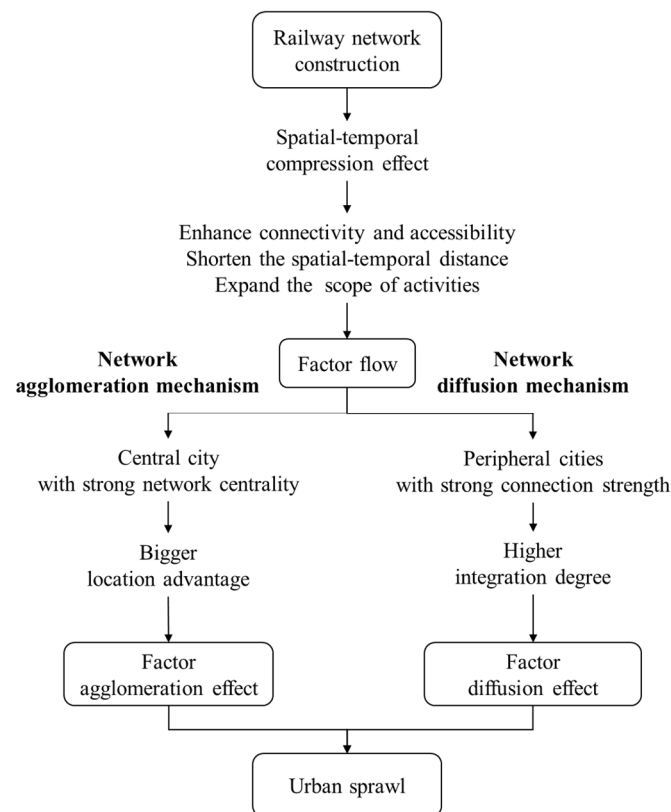 Railway network
construction
Spatial-temporal
compression effect
Enhance connectivity and accessibility
Shorten the spatial-temporal distance
Expand the scope of activities
Network
agglomeration mechanism
Factor flow
Network
diffusion mechanism
Central city
with strong network centrality
Peripheral cities
with strong connection strength
Bigger
location advantage
Higher
integration degree
Factor
agglomeration effect
Factor
diffusion effect
Urban sprawl